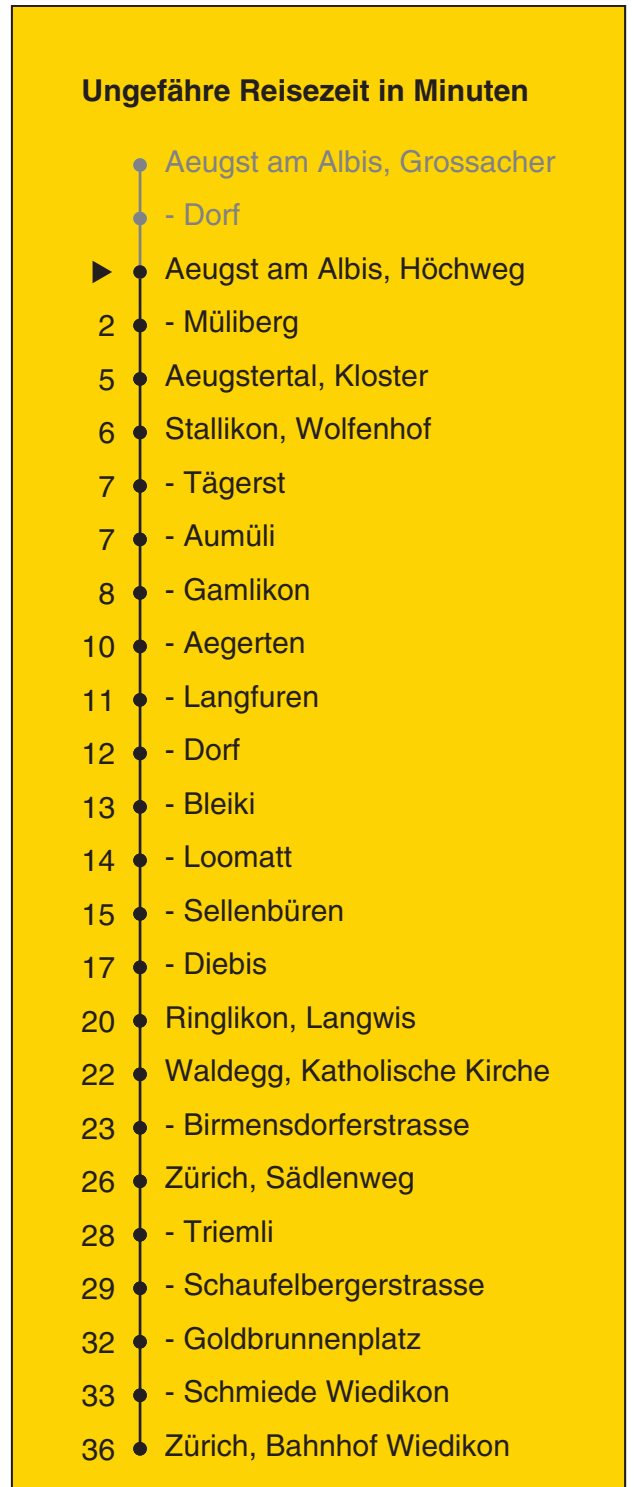 Ungefähre Reisezeit in Minuten
Aeugst am Albis, Grossacher
- Dorf
Aeugst am Albis, Höchweg
2 - Müliberg
5 Aeugstertal, Kloster
6 Stallikon, Wolfenhof
7 - Tägerst
7 - Aumüli
8 - Gamlikon
10 - Aegerten
11 - Langfuren
12 - Dorf
13 - Bleiki
14 - Loomatt
15 - Sellenbüren
17 - Diebis
20 Ringlikon, Langwis
22 Waldegg, Katholische Kirche
23 - Birmensdorferstrasse
26 Zürich, Sädlenweg
28 - Triemli
29 - Schaufelbergerstrasse
32 - Goldbrunnenplatz
33 - Schmiede Wiedikon
36 Zürich, Bahnhof Wiedikon